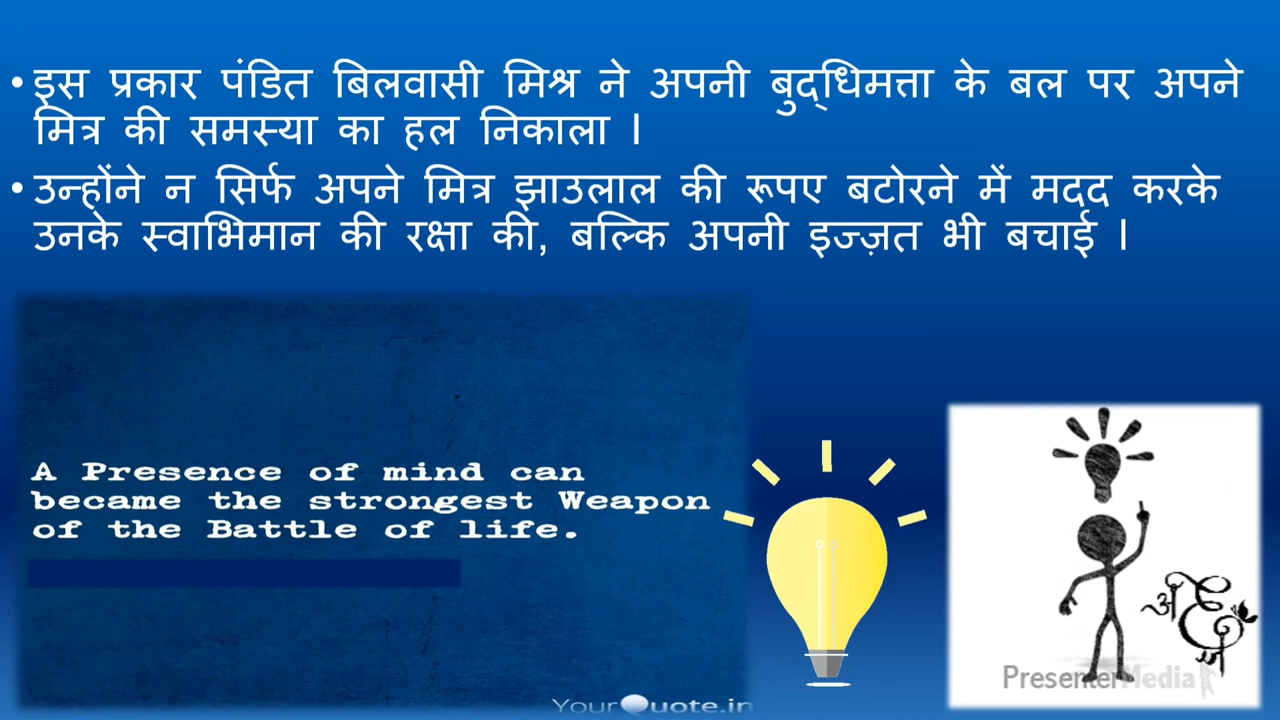 • इस प्रकार पंडित बिलवासी मिश्र ने अपनी बुद्धिमत्ता के बल पर अपने
मित्र की समस्या का हल निकाला ।
• उन्होंने न सिर्फ अपने मित्र झाउलाल की रूपए बटोरने में मदद करके
उनके स्वाभिमान की रक्षा की, बल्कि अपनी इज्ज़त भी बचाई ।
A Presence of mind can
became the strongest Weapon
of the Battle of life.
YourQuote.in
PresenterMedia